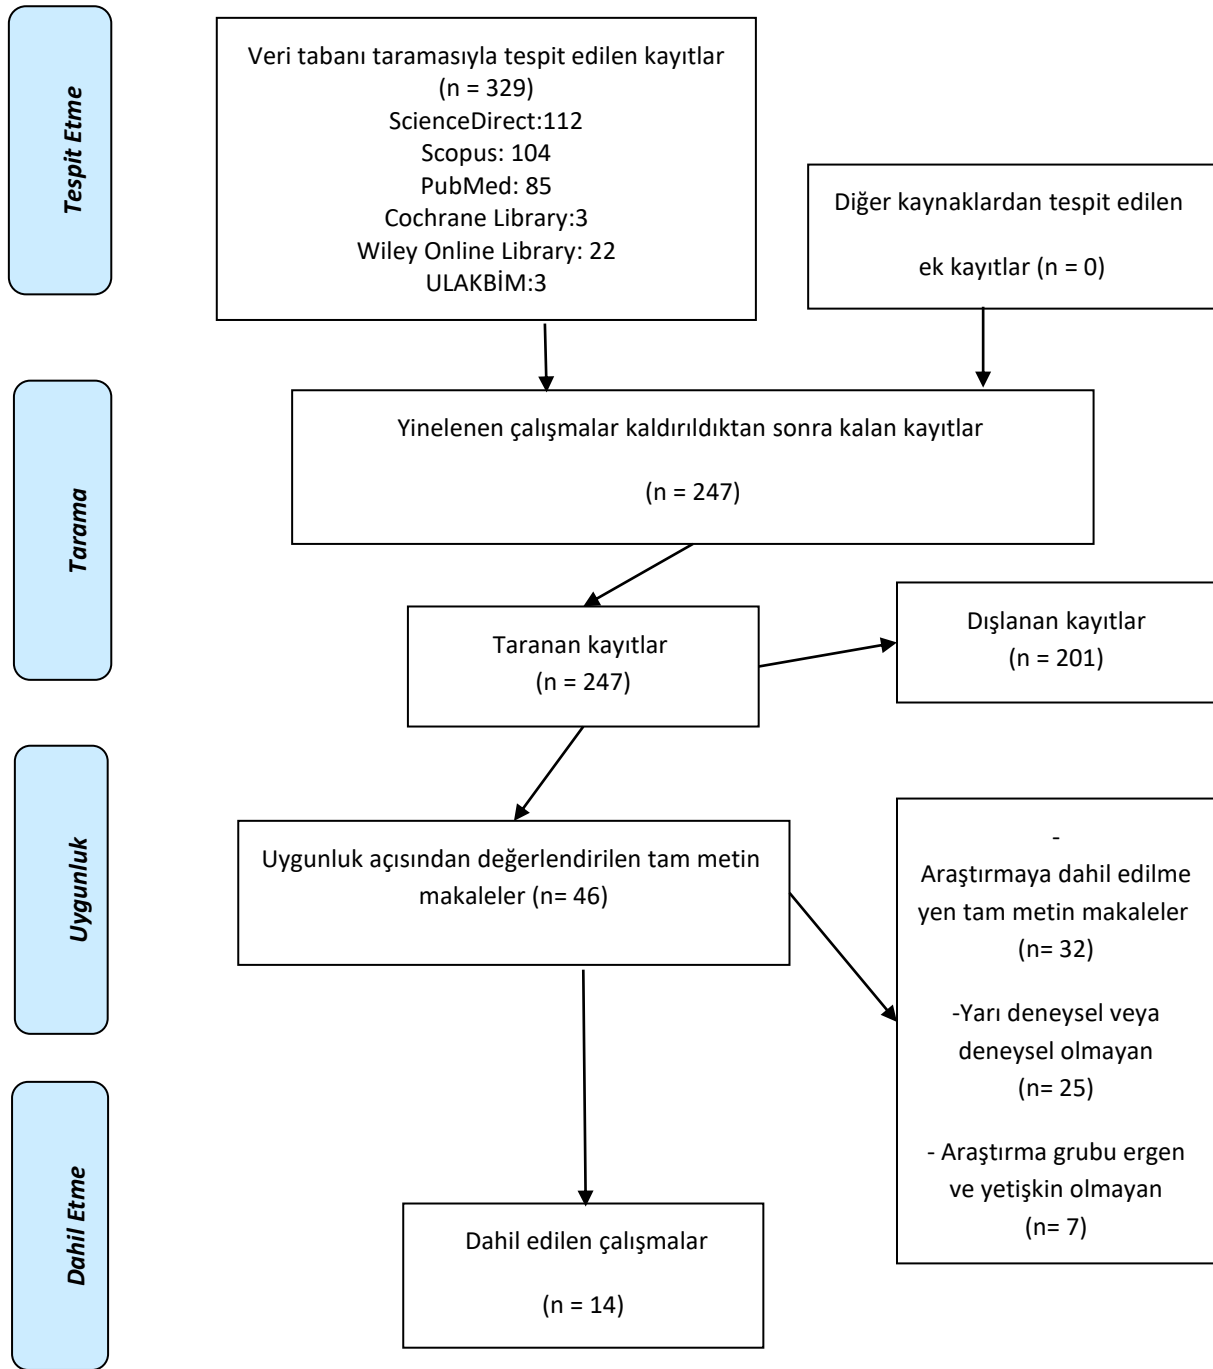 Tespit Etme
Veri tabanı taramasıyla tespit edilen kayıtlar
(n = 329)
ScienceDirect:112
Scopus: 104
PubMed: 85
Cochrane Library:3
Wiley Online Library: 22
ULAKBİM:3
Diğer kaynaklardan tespit edilen
ek kayıtlar (n = 0)
Tarama
Yinelenen çalışmalar kaldırıldıktan sonra kalan kayıtlar
(n = 247)
Taranan kayıtlar
(n = 247)
Dışlanan kayıtlar
(n = 201)
Uygunluk
Uygunluk açısından değerlendirilen tam metin
makaleler (n= 46)
-
Araştırmaya dahil edilme
yen tam metin makaleler
(n= 32)
-Yarı deneysel veya
deneysel olmayan
(n= 25)
- Araştırma grubu ergen
ve yetişkin olmayan
(n= 7)
Dahil Etme
Dahil edilen çalışmalar
(n = 14)